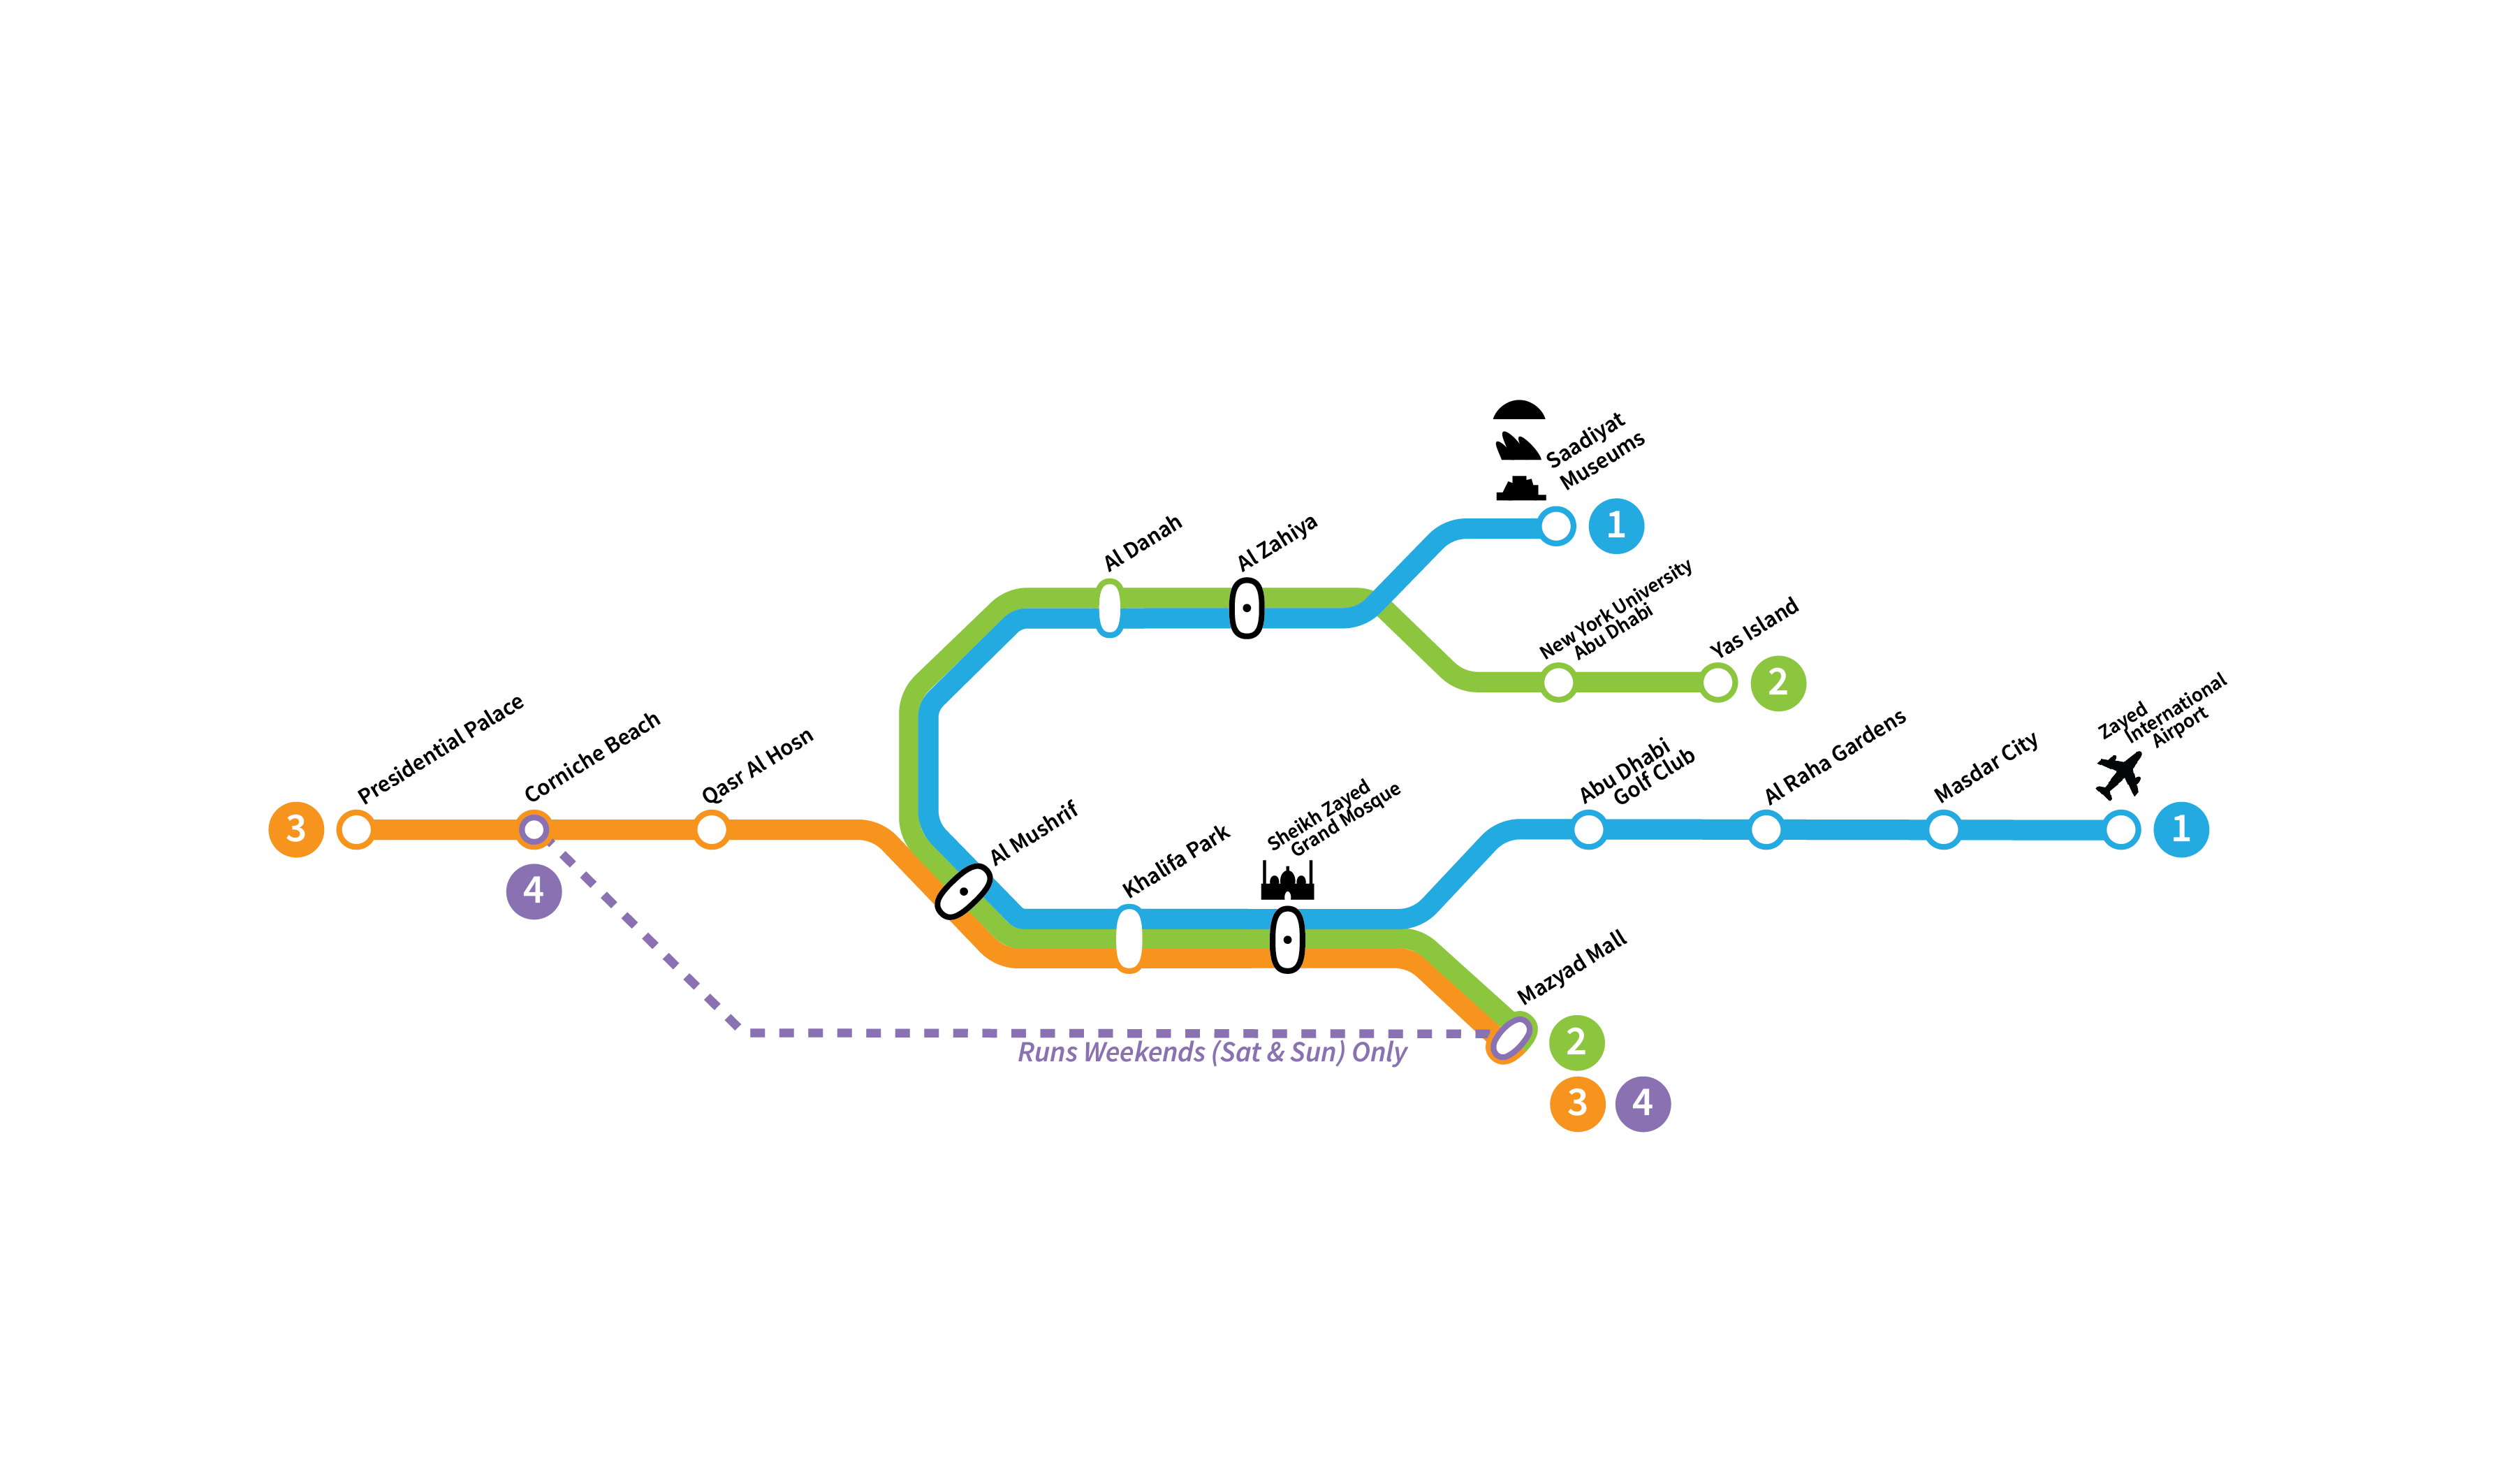 Saadiyat
Museums
1
Al Danah
Al Zahiya
New York University
Abu Dhabi
Yas Island
2
Presidential Palace
Corniche Beach
Qasr Al Hosn
3
4
Al Mushrif
Khalifa Park
Sheikh Zayed
Grand Mosque
Abu Dhabi
Golf Club
Al Raha Gardens
Masdar City
Zayed
International
Airport
1
Mazyad Mall
2
3
4
Runs Weekends (Sat & Sun) Only